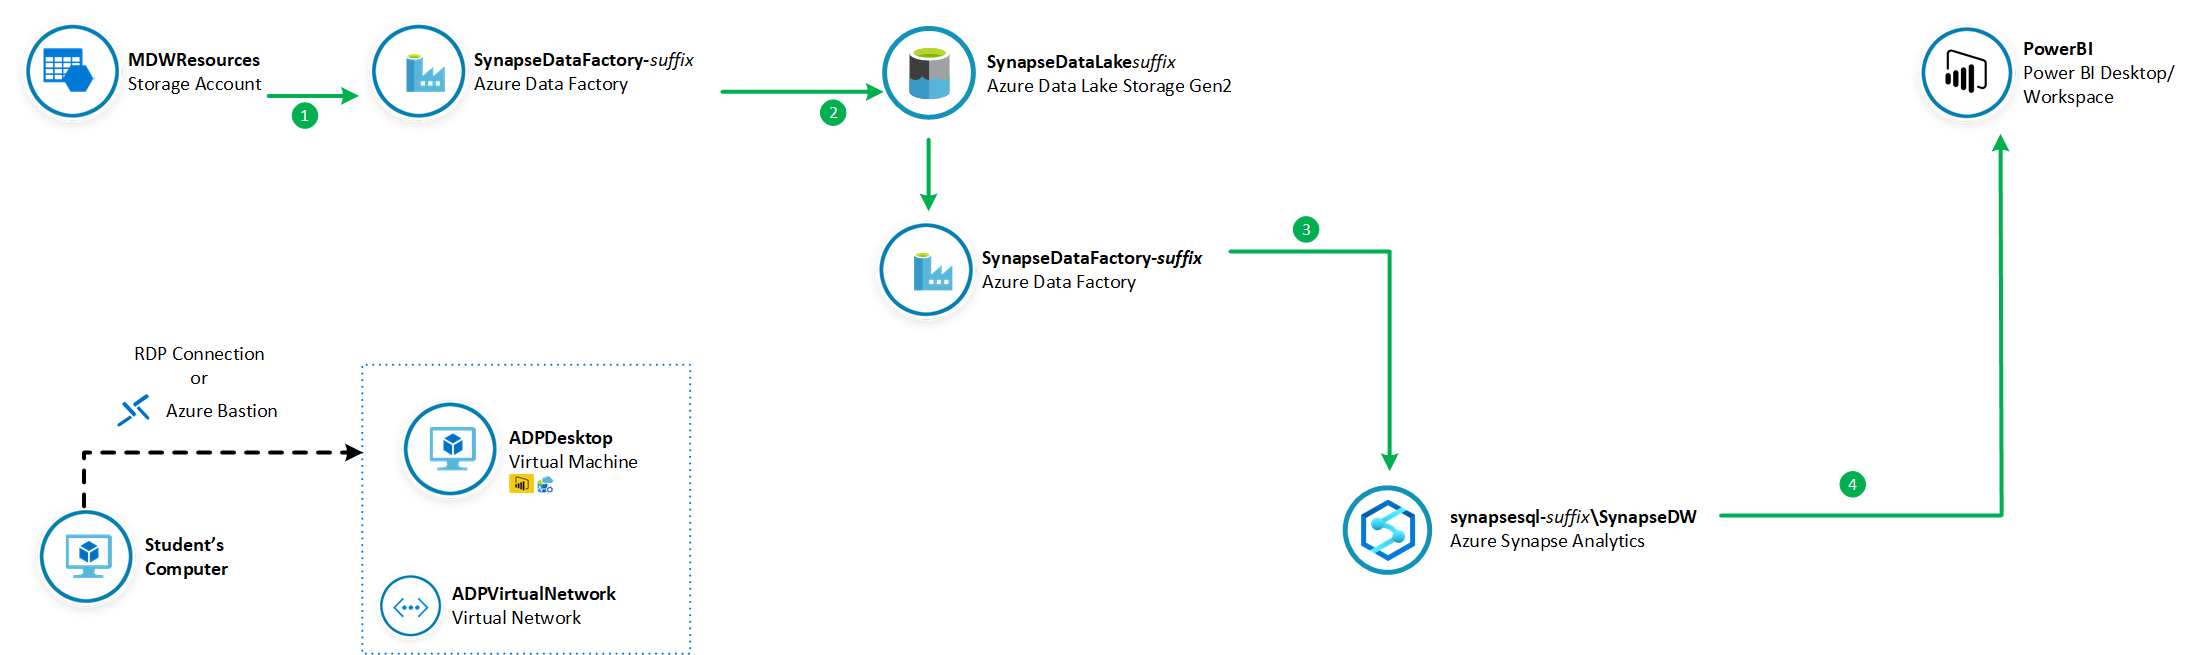 MDWResources
Storage Account
1
SynapseDataFactory-suffix
Azure Data Factory
2
SynapseDataLakesuffix
Azure Data Lake Storage Gen2
PowerBI
Power BI Desktop/
Workspace
SynapseDataFactory-suffix
Azure Data Factory
3
RDP Connection
or
Azure Bastion
ADPDesktop
Virtual Machine
Student’s
Computer
ADPVirtualNetwork
Virtual Network
synapsesql-suffix\SynapseDW
Azure Synapse Analytics
4